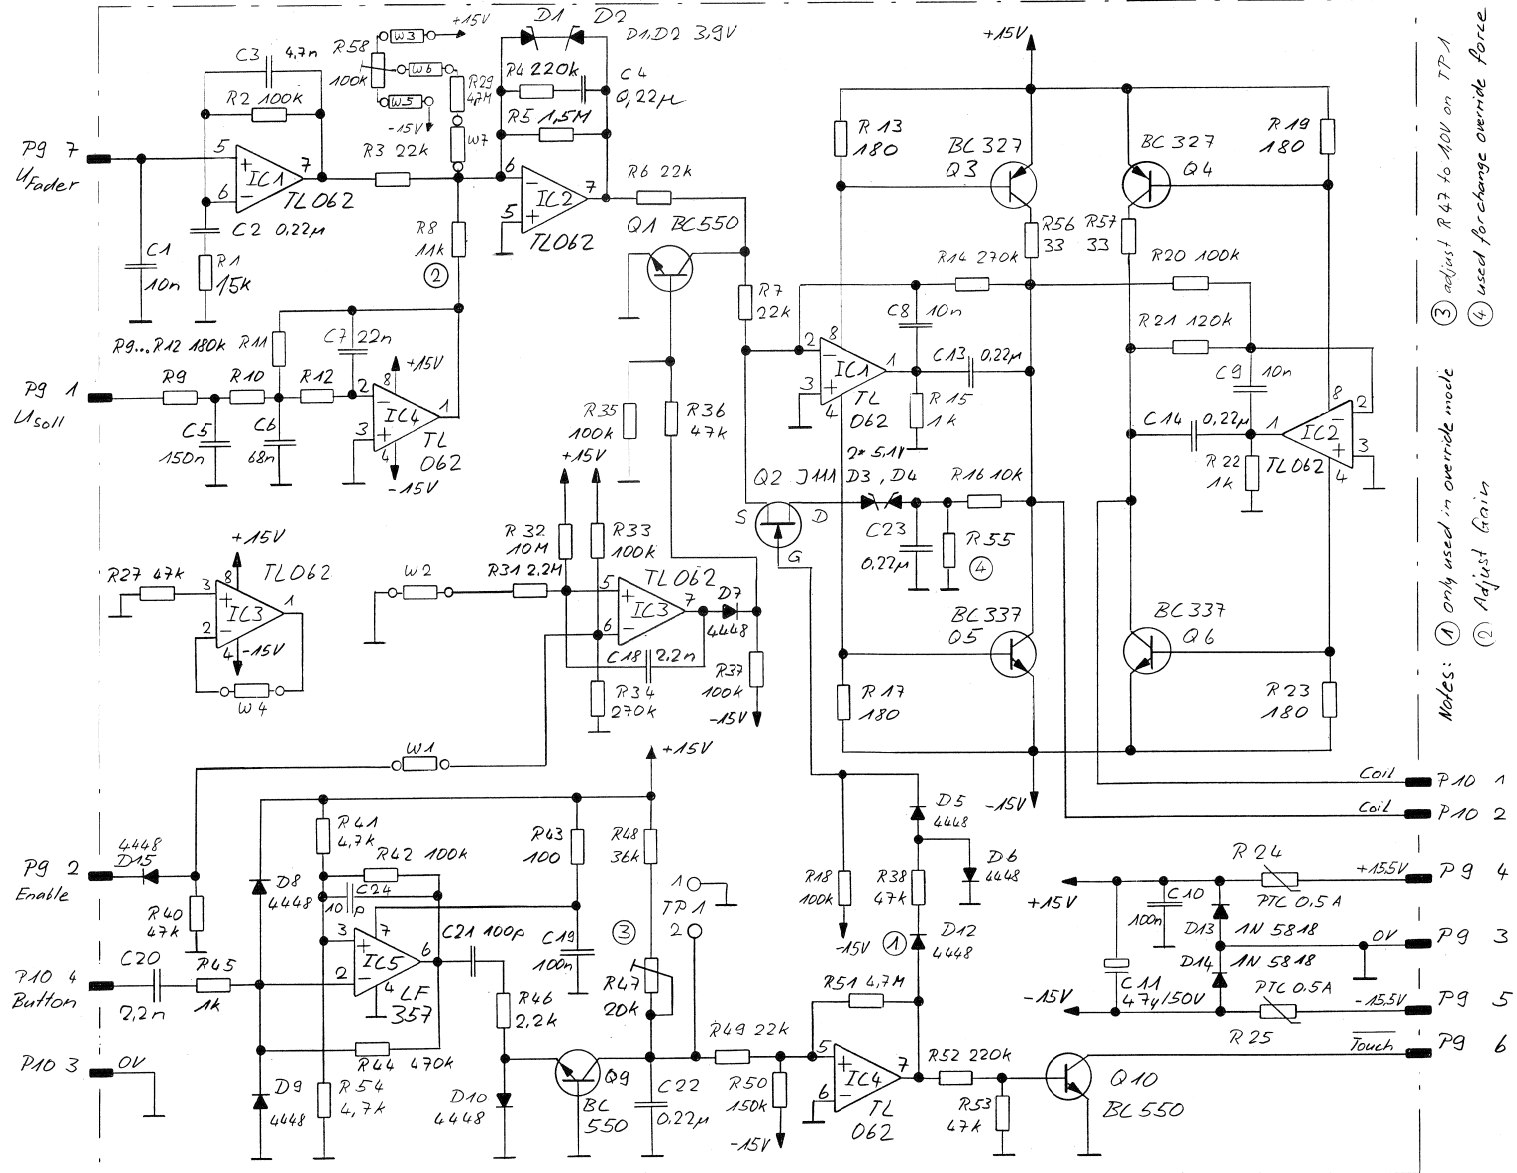 C3 4,7n
R2 100k
R58
100k
W3
+15V
W6
W5
-15V
R29
4,7M
W7
D1 D2
D1,D2 3,9V
R4 220k
C4
0,22µ
R5 1,5M
+15V
P9 7
UFader
5
+
IC1
7
6
-
TL062
R3 22k
C2 0,22µ
C1
10n
R1
15k
R8
11k
②
6
-
IC2
7
5
+
TL062
R6 22k
Q1 BC550
R7
22k
R13
180
BC327
Q3
BC327
Q4
R19
180
R56
33
R57
33
R14 270k
R20 100k
R21 120k
C8 10n
C9 10n
R9...R12 180k
R11
C7 22n
+15V
P9 1
Usoll
R9
R10
R12
C5
150n
C6
68n
2
-
8
IC4
1
3
+
4
TL
062
-15V
2
-
8
IC1
1
3
+
4
TL
062
C13 0,22µ
R15
1k
C14 0,22µ
1
IC2
8
2
-
+
3
4
TL062
R22
1k
R35
100k
R36
47k
Q2 J111
2* 5,1V
D3, D4
R16 10k
S
D
G
C23
0,22µ
R55
④
+15V
R32
10M
R33
100k
R27 47k
+15V
TL062
3
+
8
IC3
1
2
-
4
-15V
W4
W2
R31 2,2M
TL062
5
+
IC3
7
6
-
D7
4448
C18 2,2n
R34
270k
R37
100k
-15V
BC337
Q5
BC337
Q6
R17
180
R23
180
-15V
W1
+15V
4448
D15
P9 2
Enable
R40
47k
D8
4448
R41
4,7k
R42 100k
C24
10p
R43
100
R48
36k
1
TP1
2
③
C20
2,2n
P10 4
Button
R45
1k
3
+
7
IC5
6
2
-
4
LF
357
C21 100p
C19
100n
R46
2,2k
R47
20k
R44 470k
D9
4448
R54
4,7k
P10 3
0V
D10
4448
Q9
BC
550
C22
0,22µ
R49 22k
R50
150k
-15V
R18
100k
-15V
D5
4448
D6
4448
R38
47k
①
D12
4448
R51 4,7M
5
+
IC4
7
6
-
TL
062
R52 220k
R53
47k
Q10
BC550
Coil
P10 1
Coil
P10 2
R24
+15,5V
P9 4
+15V
PTC 0,5A
C10
100n
D13
1N 5818
0V
P9 3
D14
1N 5818
C11
47µ/50V
-15V
PTC 0,5A
-15,5V
P9 5
R25
Touch
P9 6
Notes: ① only used in override mode
② Adjust Gain
③ adjust R47 to 10V on TP1
④ used for change override force